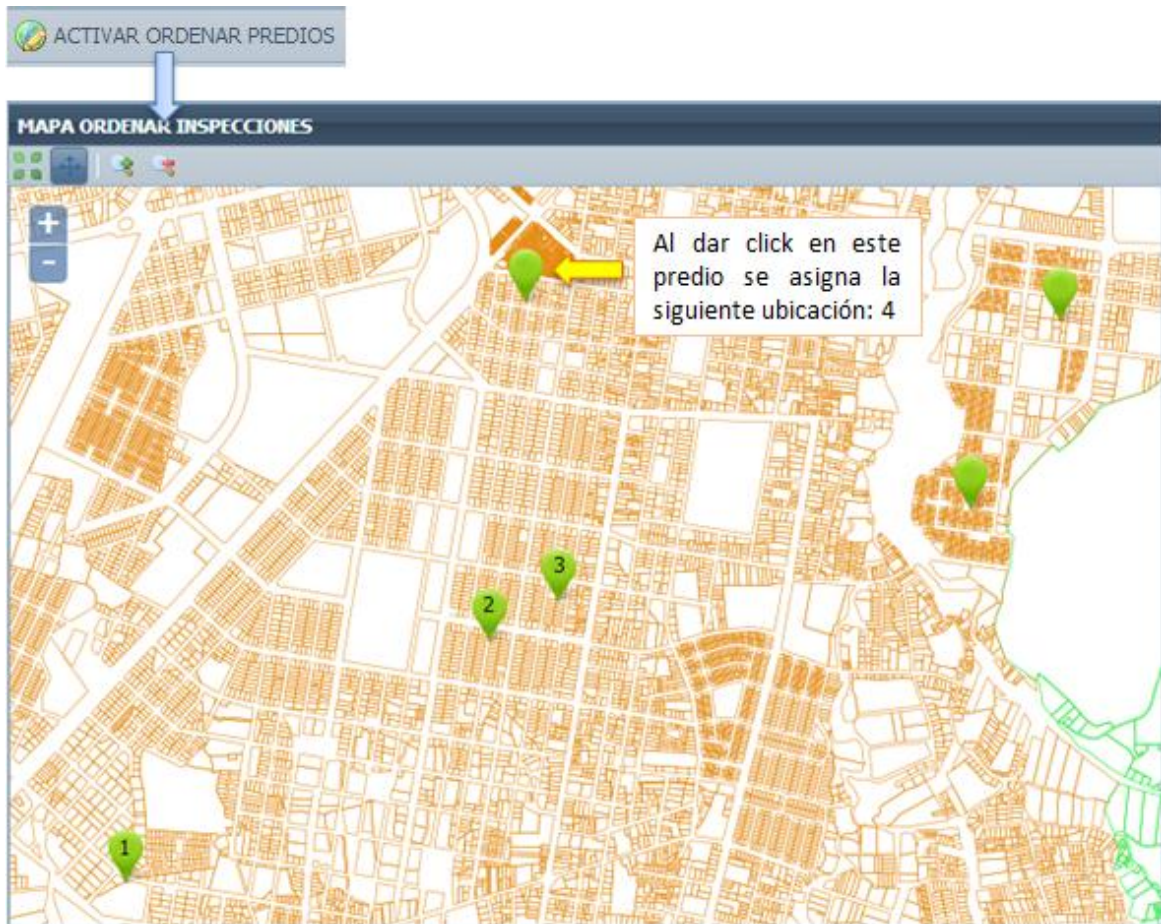 ACTIVAR ORDENAR PREDIOS
MAPA ORDENAR INSPECCIONES
+
-
Al dar click en este
predio se asigna la
siguiente ubicación: 4
3
2
1